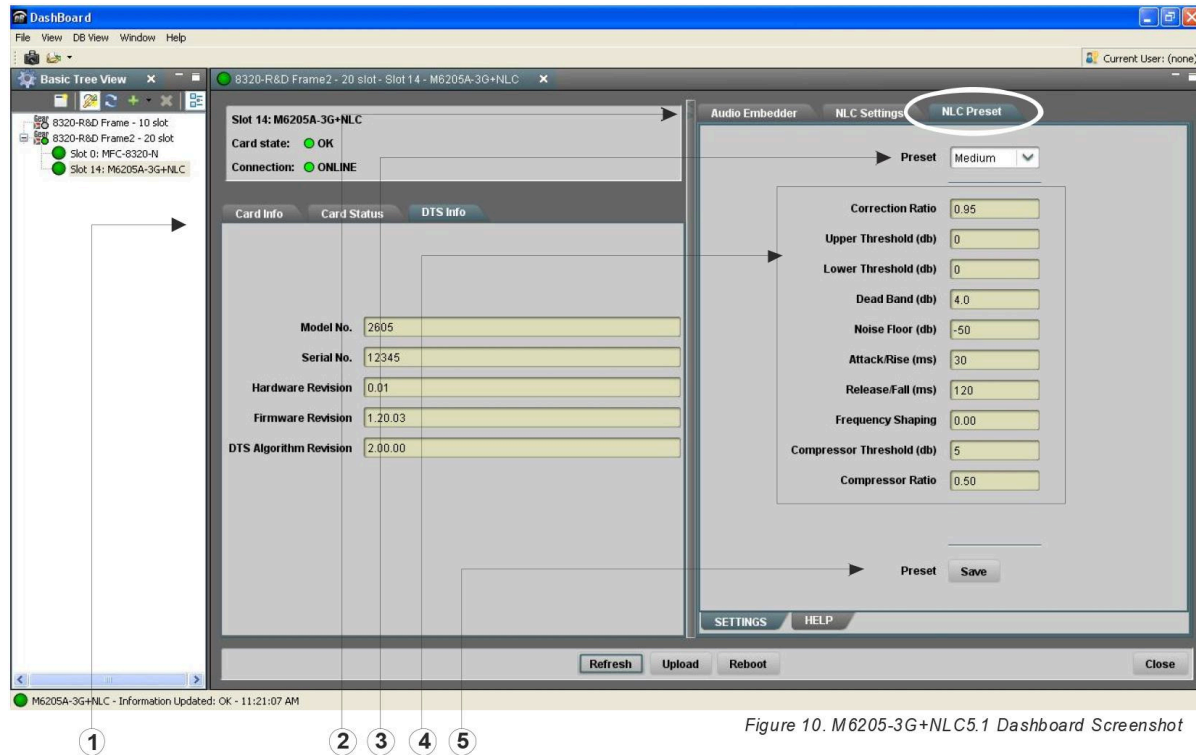 DashBoard
File View DB View Window Help
Current User: (none)
Basic Tree View
8320-R&D Frame2 - 20 slot - Slot 14 - M6205A-3G+NLC
8320-R&D Frame - 10 slot
8320-R&D Frame2 - 20 slot
Slot 0: MFC-8320-N
Slot 14: M6205A-3G+NLC
Slot 14: M6205A-3G+NLC
Card state: OK
Connection: ONLINE
Card Info Card Status DTS Info
Model No. 2605
Serial No. 12345
Hardware Revision 0.01
Firmware Revision 1.20.03
DTS Algorithm Revision 2.00.00
Audio Embedder NLC Settings NLC Preset
Preset Medium
Correction Ratio 0.95
Upper Threshold (db) 0
Lower Threshold (db) 0
Dead Band (db) 4.0
Noise Floor (db) -50
Attack/Rise (ms) 30
Release/Fall (ms) 120
Frequency Shaping 0.00
Compressor Threshold (db) 5
Compressor Ratio 0.50
Preset Save
SETTINGS HELP
Refresh Upload Reboot Close
M6205A-3G+NLC - Information Updated: OK - 11:21:07 AM
1 2 3 4 5
Figure 10. M6205-3G+NLC5.1 Dashboard Screenshot